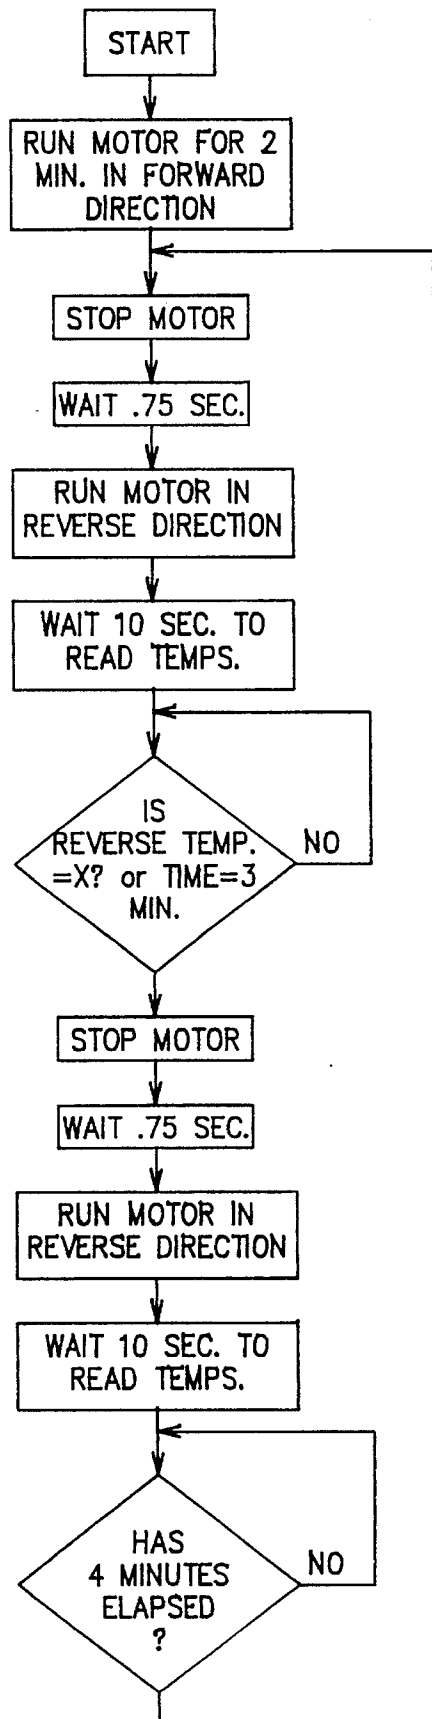 START
RUN MOTOR FOR 2
MIN. IN FORWARD
DIRECTION
STOP MOTOR
WAIT .75 SEC.
RUN MOTOR IN
REVERSE DIRECTION
WAIT 10 SEC. TO
READ TEMPS.
IS
REVERSE TEMP.
=X? or TIME=3
MIN.
NO
STOP MOTOR
WAIT .75 SEC.
RUN MOTOR IN
REVERSE DIRECTION
WAIT 10 SEC. TO
READ TEMPS.
HAS
4 MINUTES
ELAPSED
?
NO